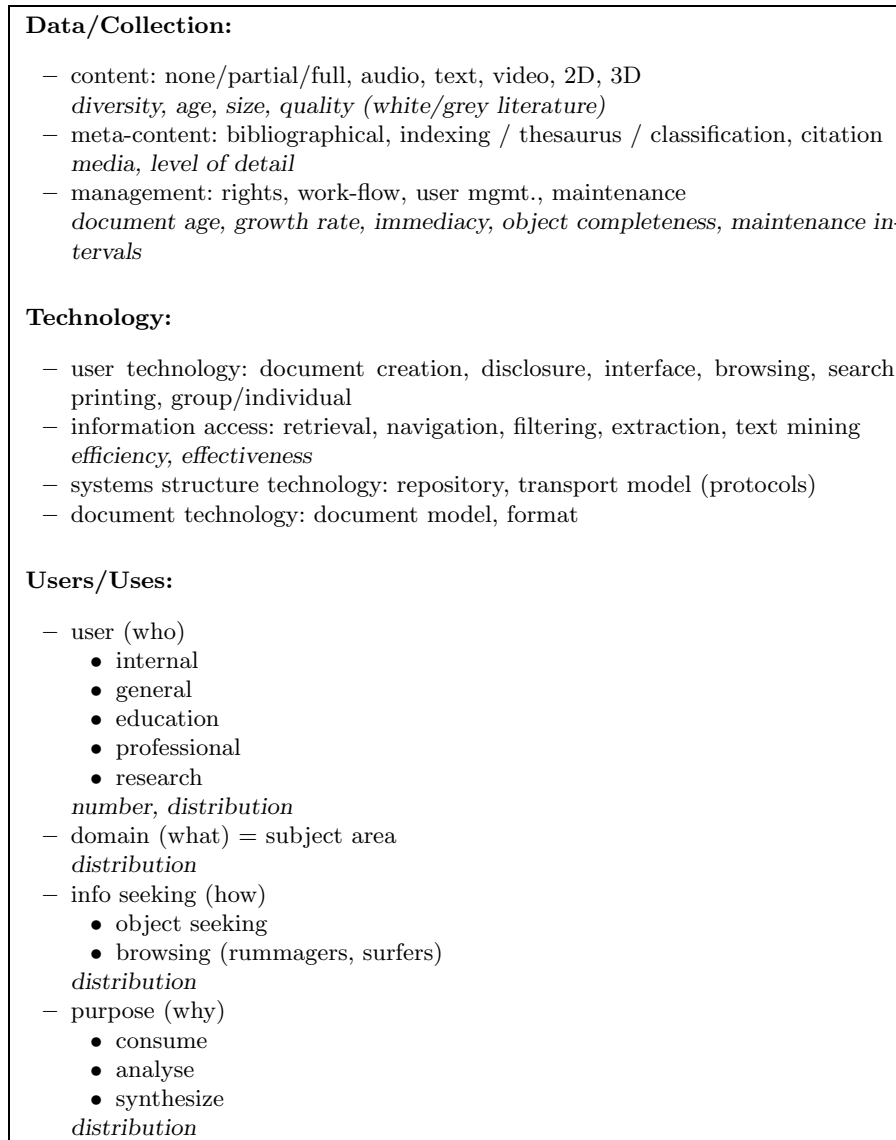 Data/Collection:
– content: none/partial/full, audio, text, video, 2D, 3D
diversity, age, size, quality (white/grey literature)
– meta-content: bibliographical, indexing / thesaurus / classification, citation
media, level of detail
– management: rights, work-flow, user mgmt., maintenance
document age, growth rate, immediacy, object completeness, maintenance in-
tervals
Technology:
– user technology: document creation, disclosure, interface, browsing, search
printing, group/individual
– information access: retrieval, navigation, filtering, extraction, text mining
efficiency, effectiveness
– systems structure technology: repository, transport model (protocols)
– document technology: document model, format
Users/Uses:
– user (who)
• internal
• general
• education
• professional
• research
number, distribution
– domain (what) = subject area
distribution
– info seeking (how)
• object seeking
• browsing (rummagers, surfers)
distribution
– purpose (why)
• consume
• analyse
• synthesize
distribution